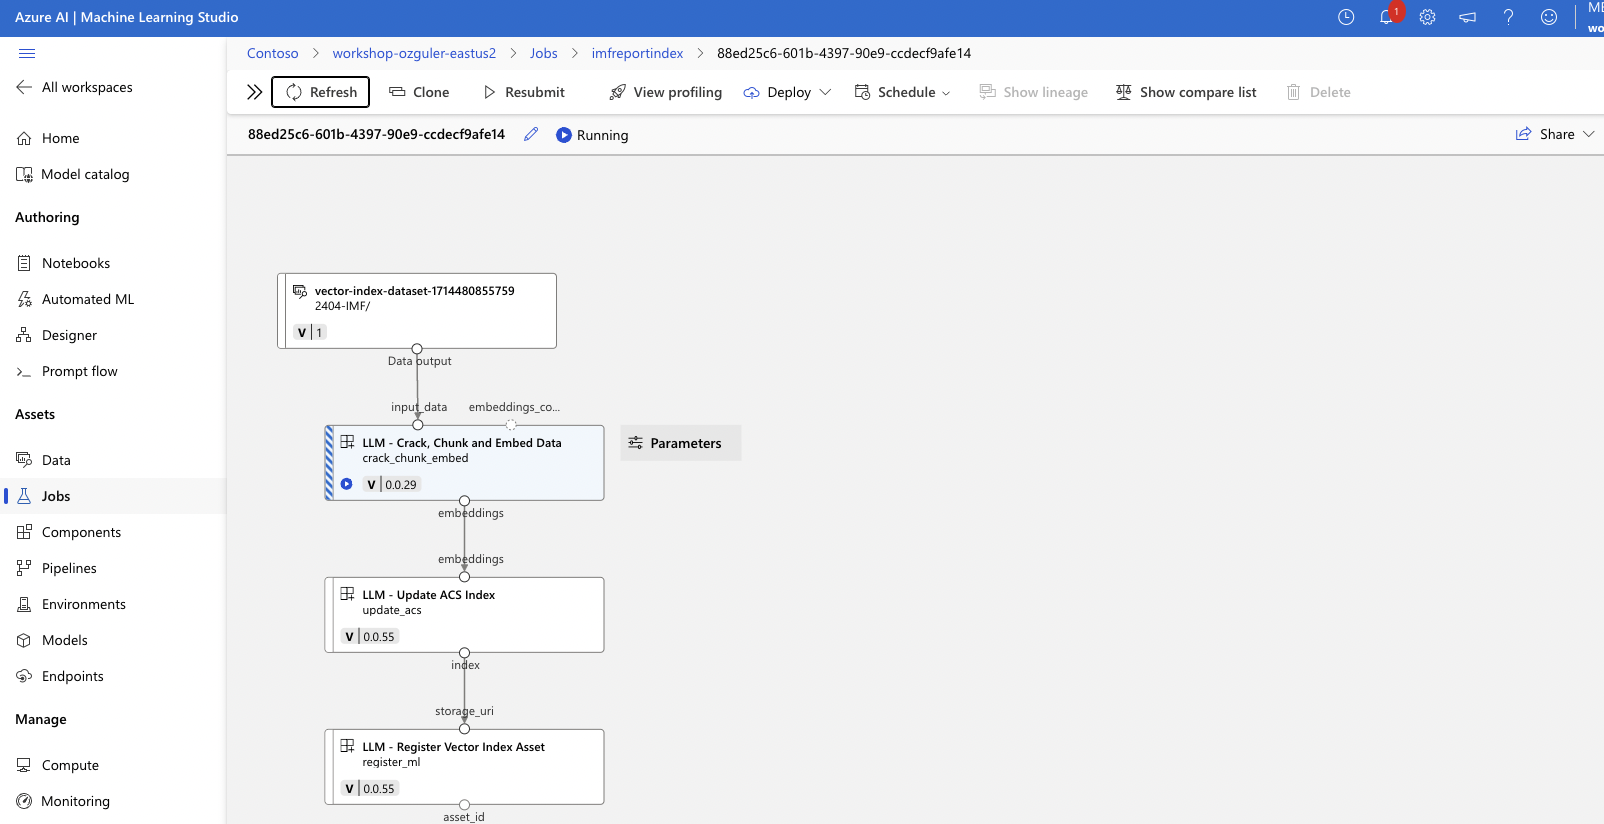 Azure AI | Machine Learning Studio
1
All workspaces
Home
Model catalog
Authoring
Notebooks
Automated ML
Designer
Prompt flow
Assets
Data
Jobs
Components
Pipelines
Environments
Models
Endpoints
Manage
Compute
Monitoring
Contoso > workshop-ozguler-eastus2 > Jobs > imfreportindex > 88ed25c6-601b-4397-90e9-ccdecf9afe14
Refresh Clone Resubmit View profiling Deploy Schedule Show lineage Show compare list Delete
88ed25c6-601b-4397-90e9-ccdecf9afe14 Running Share
vector-index-dataset-1714480855759
2404-IMF/
V | 1
Data output
input_data embeddings_co...
LLM - Crack, Chunk and Embed Data
crack_chunk_embed
V | 0.0.29
Parameters
embeddings
embeddings
LLM - Update ACS Index
update_acs
V | 0.0.55
index
storage_uri
LLM - Register Vector Index Asset
register_ml
V | 0.0.55
asset_id